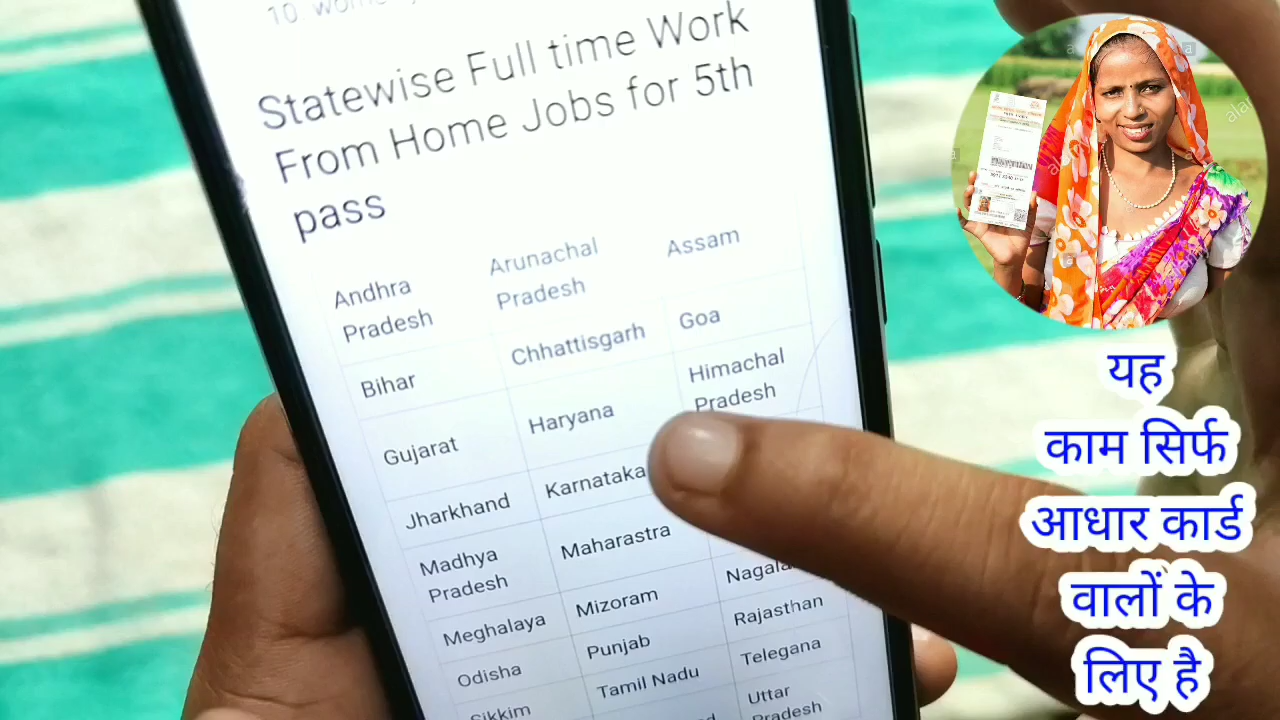 10
Statewise Full time Work
From Home Jobs for 5th
pass
Andhra
Pradesh
Arunachal
Pradesh
Assam
Bihar
Chhattisgarh
Goa
Gujarat
Haryana
Himachal
Pradesh
Jharkhand
Karnataka
Madhya
Pradesh
Maharastra
Meghalaya
Mizoram
Odisha
Punjab
Rajasthan
Sikkim
Tamil Nadu
Telegana
Uttar
Pradesh
यह
काम सिर्फ
आधार कार्ड
वालों के
लिए है